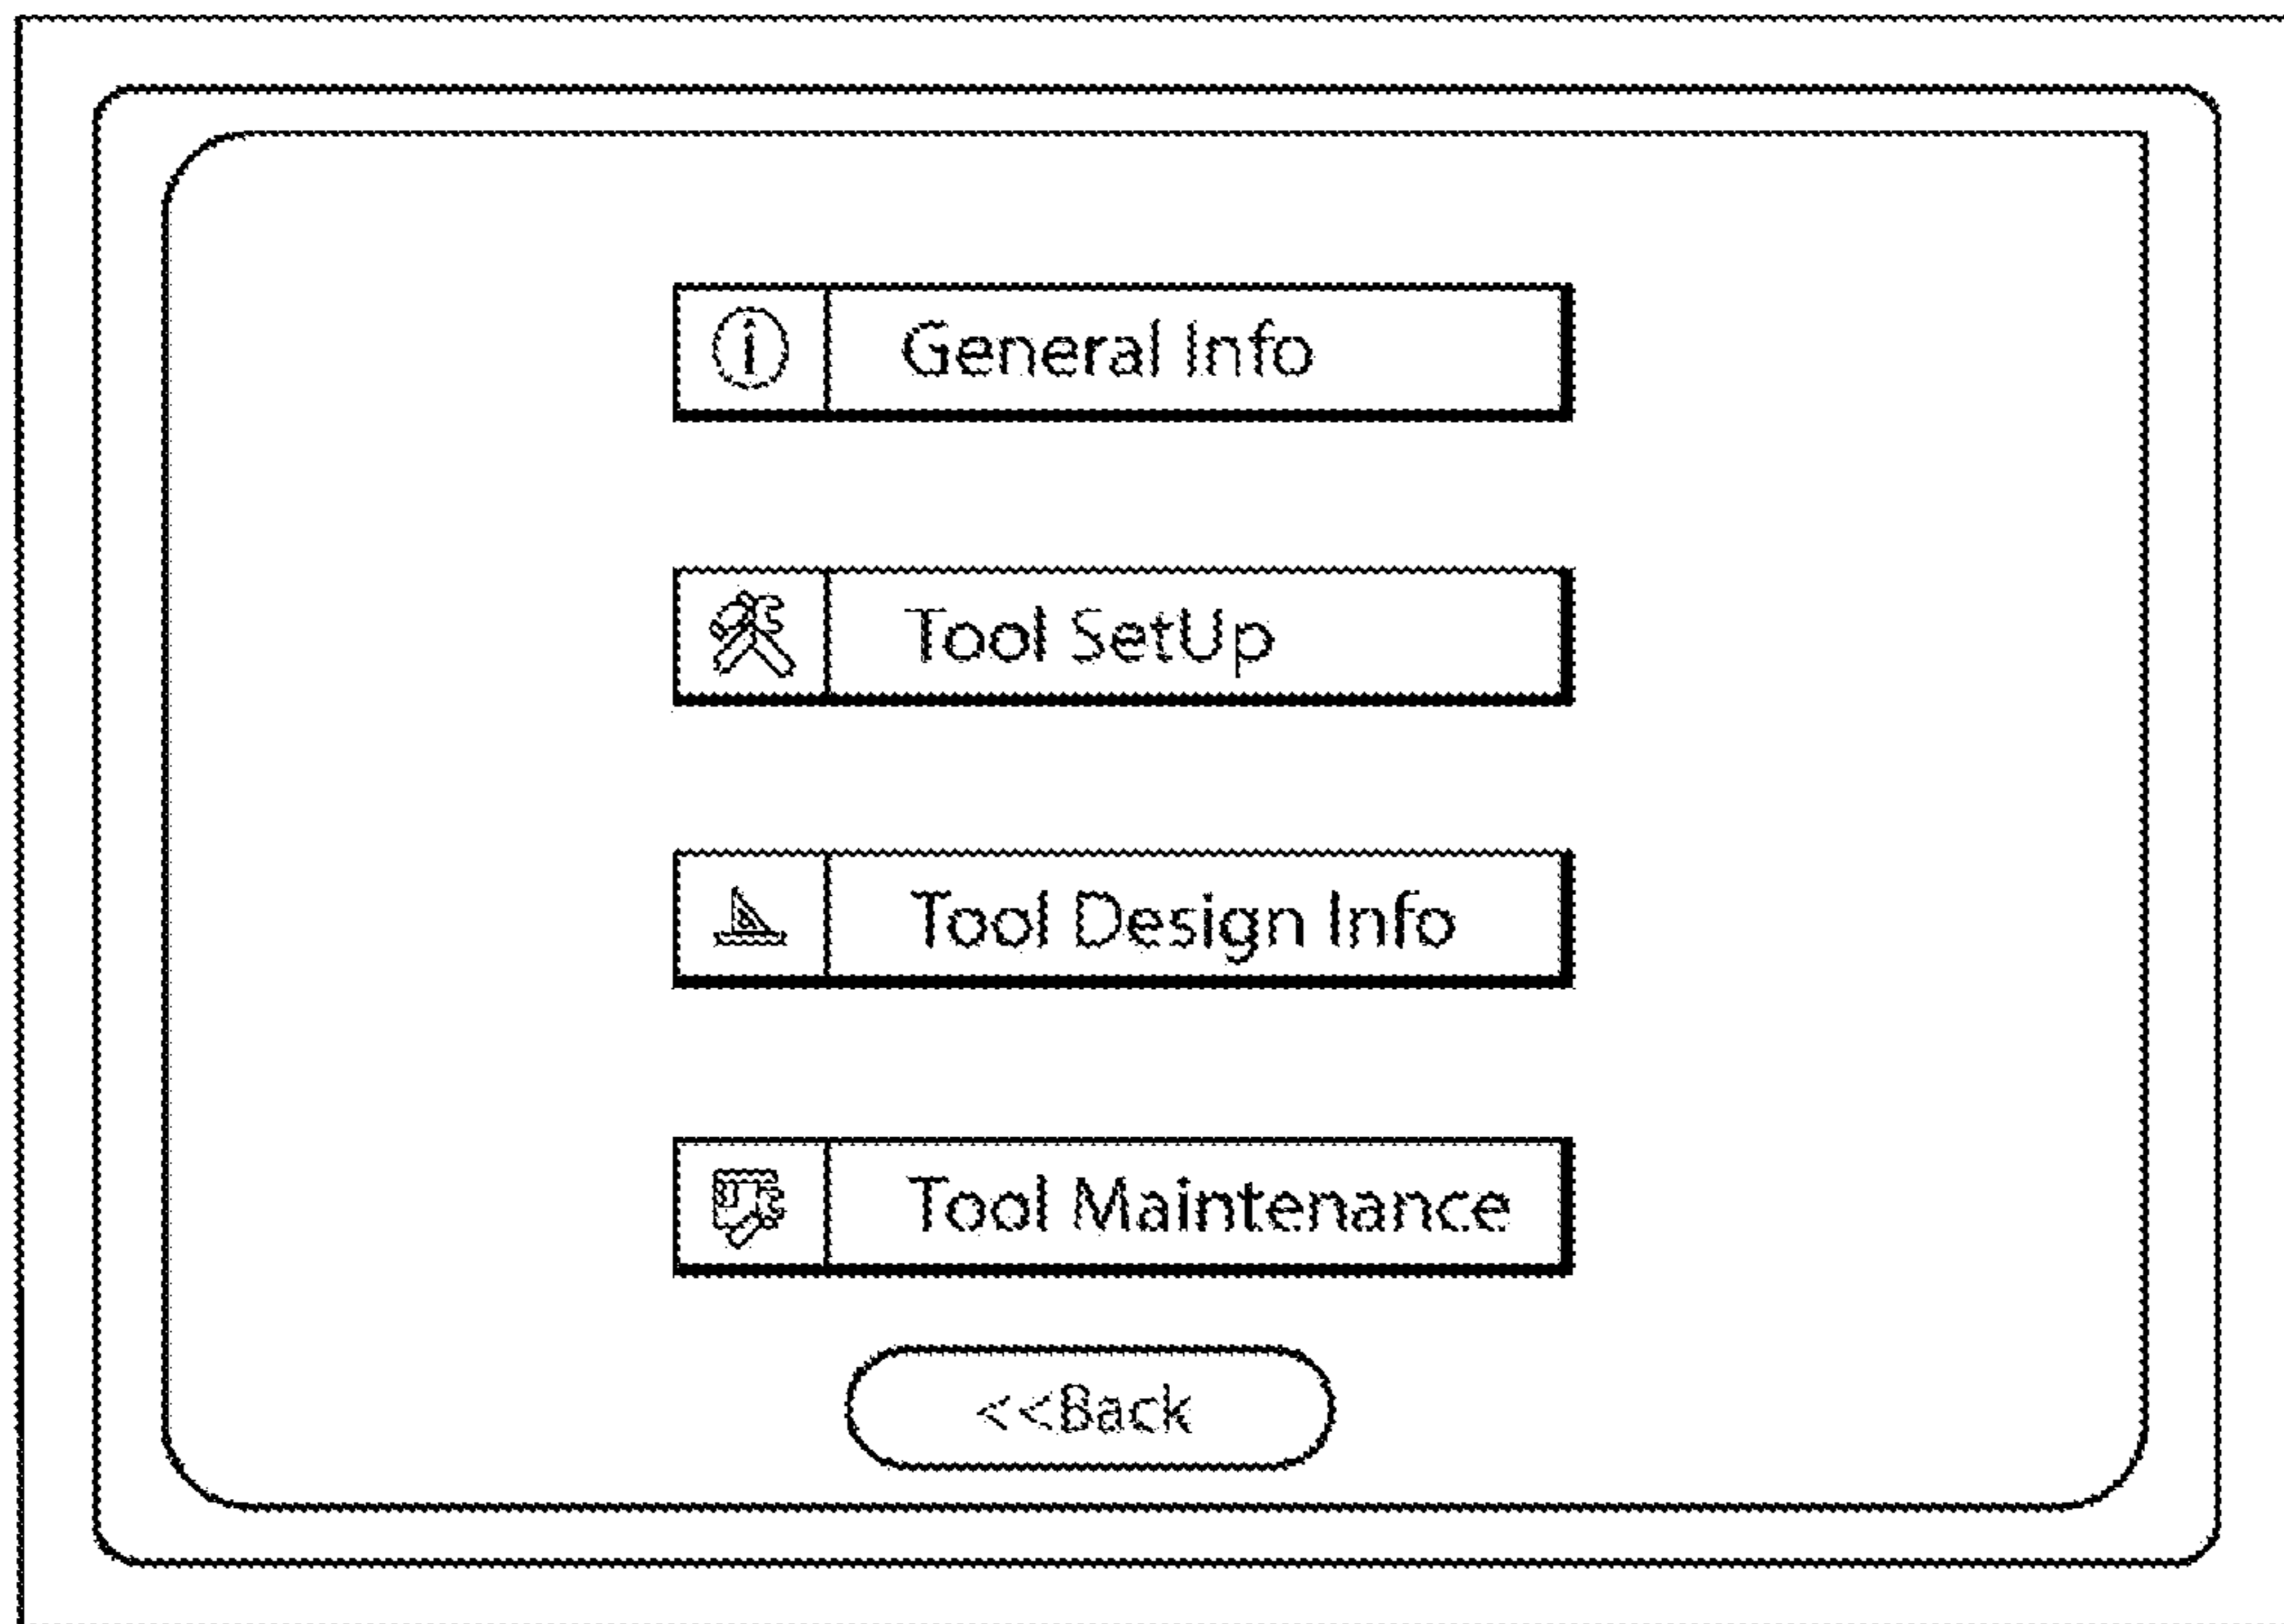 General Info
Tool SetUp
Tool Design Info
Tool Maintenance
<<Back